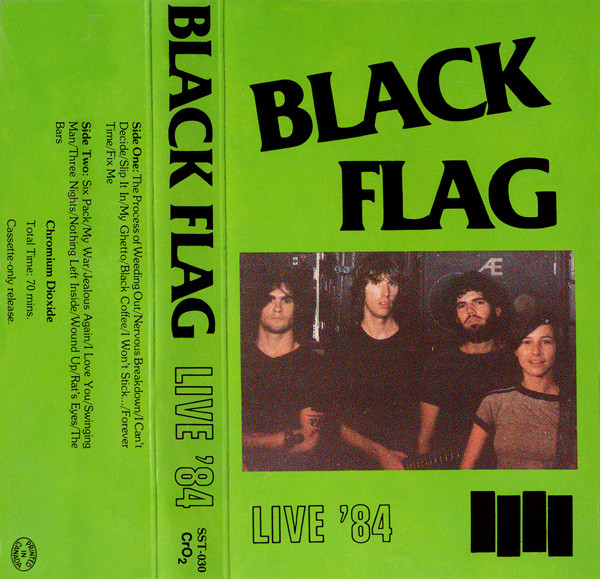 Side One: The Process of Weeding Out/Nervous Breakdown/I Can't
Decide/Slip It In/My Ghetto/Black Coffee/I Won't Stick.../Forever
Time/Fix Me
Side Two: Six Pack/My War/Jealous Again/I Love You/Swinging
Man/Three Nights/Nothing Left Inside/Wound Up/Rat's Eyes/The
Bars
Chromium Dioxide
Total Time: 70 mins.
Cassette-only release.
PRINTED
IN
CANADA
BLACK FLAG LIVE '84
SST-030
CrO2
BLACK
FLAG
Æ
LIVE '84